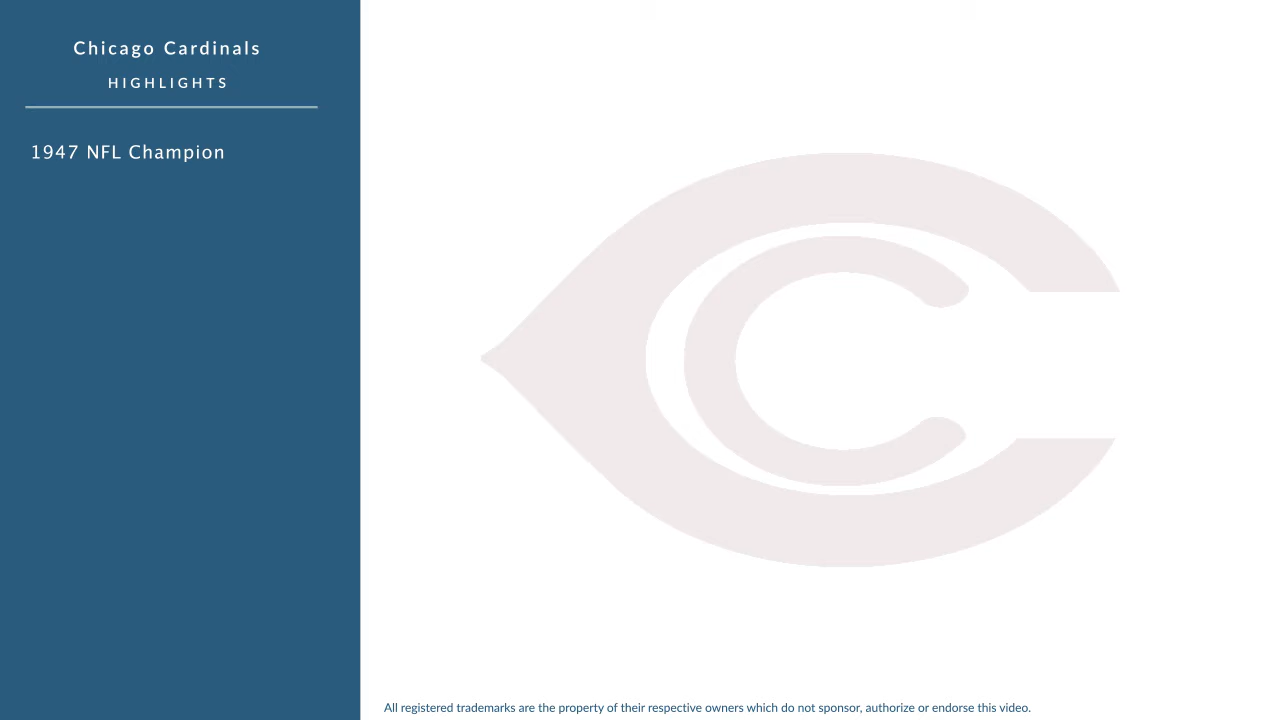 Chicago Cardinals
HIGHLIGHTS
1947 NFL Champion
All registered trademarks are the property of their respective owners which do not sponsor, authorize or endorse this video.